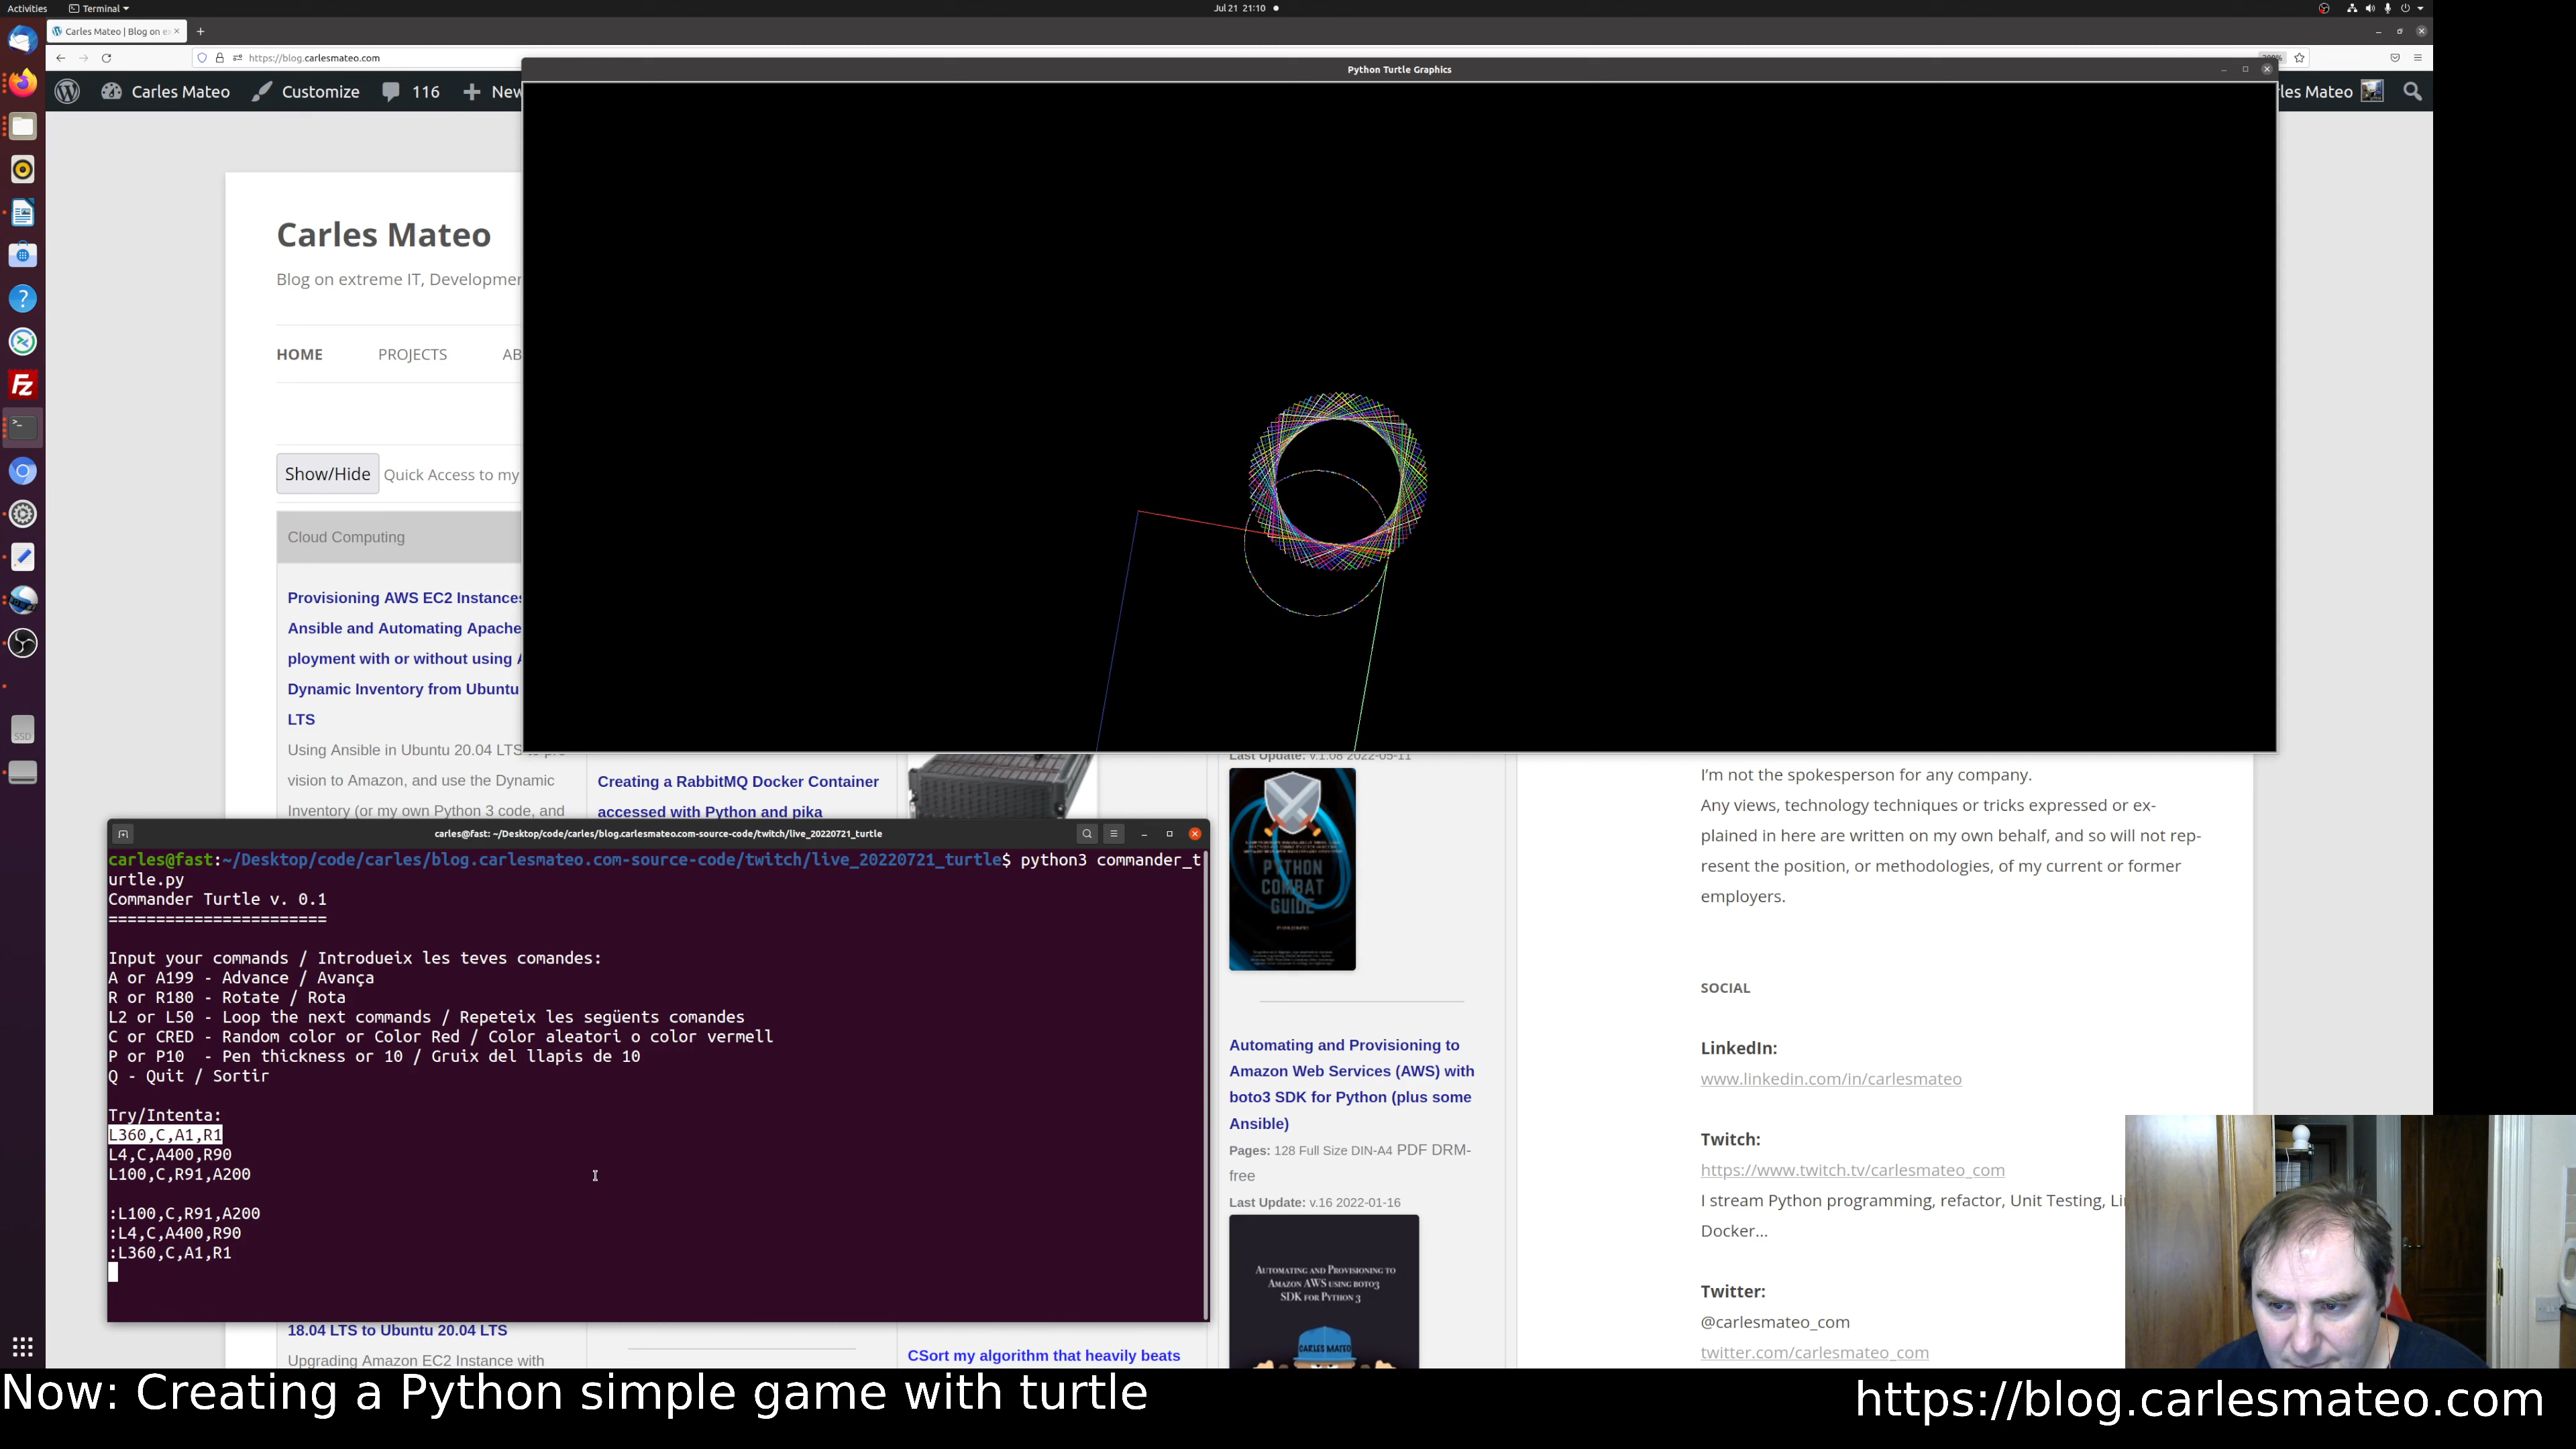 Activities
Terminal
Jul 21 21:10
Carles Mateo | Blog on ex
https://blog.carlesmateo.com
Carles Mateo
Customize
116
New
les Mateo
Python Turtle Graphics
Carles Mateo
Blog on extreme IT, Developmen
HOME
PROJECTS
AB
Show/Hide
Quick Access to my
Cloud Computing
Provisioning AWS EC2 Instances
Ansible and Automating Apache
ployment with or without using A
Dynamic Inventory from Ubuntu
LTS
Using Ansible in Ubuntu 20.04 LTS to pro
vision to Amazon, and use the Dynamic
Inventory (or my own Python 3 code, and
SSD
Creating a RabbitMQ Docker Container
accessed with Python and pika
Last Update: v.1.08 2022-05-11
PYTHON
COMBAT
GUIDE
Automating and Provisioning to
Amazon Web Services (AWS) with
boto3 SDK for Python (plus some
Ansible)
Pages: 128 Full Size DIN-A4 PDF DRM-
free
Last Update: v.16 2022-01-16
AUTOMATING AND PROVISIONING TO
AMAZON AWS USING BOTO3
SDK FOR PYTHON 3
CARLES MATEO
I'm not the spokesperson for any company.
Any views, technology techniques or tricks expressed or ex-
plained in here are written on my own behalf, and so will not rep-
resent the position, or methodologies, of my current or former
employers.
SOCIAL
LinkedIn:
www.linkedin.com/in/carlesmateo
Twitch:
https://www.twitch.tv/carlesmateo_com
I stream Python programming, refactor, Unit Testing, Li
Docker...
Twitter:
@carlesmateo_com
twitter.com/carlesmateo_com
carles@fast: ~/Desktop/code/carles/blog.carlesmateo.com-source-code/twitch/live_20220721_turtle
carles@fast:~/Desktop/code/carles/blog.carlesmateo.com-source-code/twitch/live_20220721_turtle$ python3 commander_t
urtle.py
Commander Turtle v. 0.1
=======================
Input your commands / Introdueix les teves comandes:
A or A199 - Advance / Avança
R or R180 - Rotate / Rota
L2 or L50 - Loop the next commands / Repeteix les següents comandes
C or CRED - Random color or Color Red / Color aleatori o color vermell
P or P10  - Pen thickness or 10 / Gruix del llapis de 10
Q - Quit / Sortir
Try/Intenta:
L360,C,A1,R1
L4,C,A400,R90
L100,C,R91,A200
:L100,C,R91,A200
:L4,C,A400,R90
:L360,C,A1,R1
18.04 LTS to Ubuntu 20.04 LTS
Upgrading Amazon EC2 Instance with
CSort my algorithm that heavily beats
Now: Creating a Python simple game with turtle
https://blog.carlesmateo.com